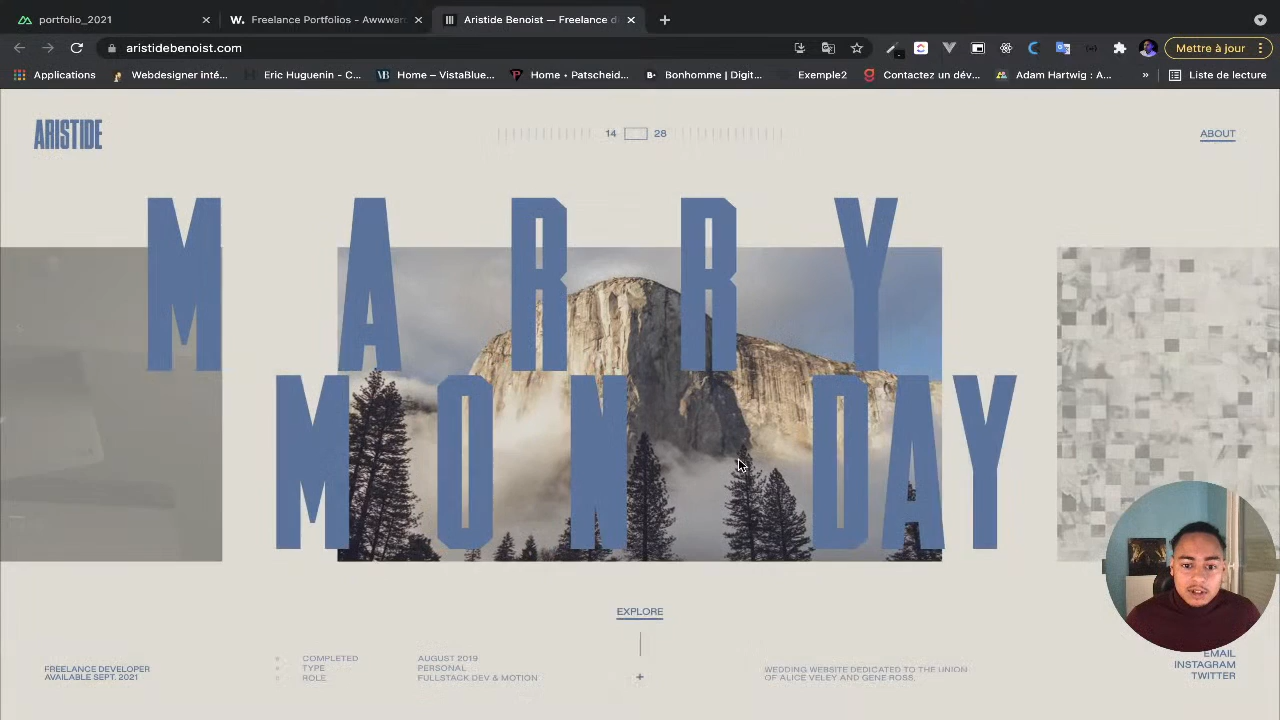 portfolio_2021
W. Freelance Portfolios - Awwwar
Aristide Benoist — Freelance d
aristidebenoist.com
Mettre à jour
Applications
Webdesigner inté...
Eric Huguenin - C...
Home – VistaBlue...
Home • Patscheid...
Bonhomme | Digit...
Exemple2
Contactez un dév...
Adam Hartwig : A...
»
Liste de lecture
ARISTIDE
14 28
ABOUT
MARRY
MONDAY
EXPLORE
FREELANCE DEVELOPER
AVAILABLE SEPT. 2021
COMPLETED AUGUST 2019
TYPE PERSONAL
ROLE FULLSTACK DEV & MOTION
WEDDING WEBSITE DEDICATED TO THE UNION
OF ALICE VELEY AND GENE ROSS.
EMAIL
INSTAGRAM
TWITTER